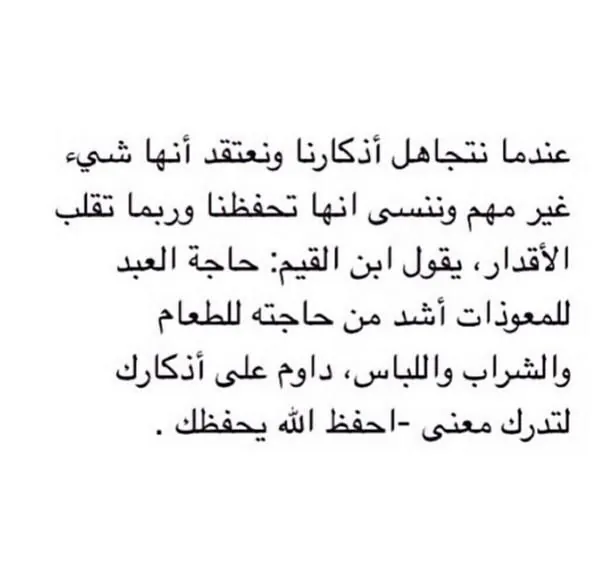 عندما نتجاهل أذكارنا ونعتقد أنها شيء
غير مهم وننسى انها تحفظنا وربما تقلب
الأقدار، يقول ابن القيم: حاجة العبد
للمعوذات أشد من حاجته للطعام
والشراب واللباس، داوم على أذكارك
لتدرك معنى -احفظ الله يحفظك .